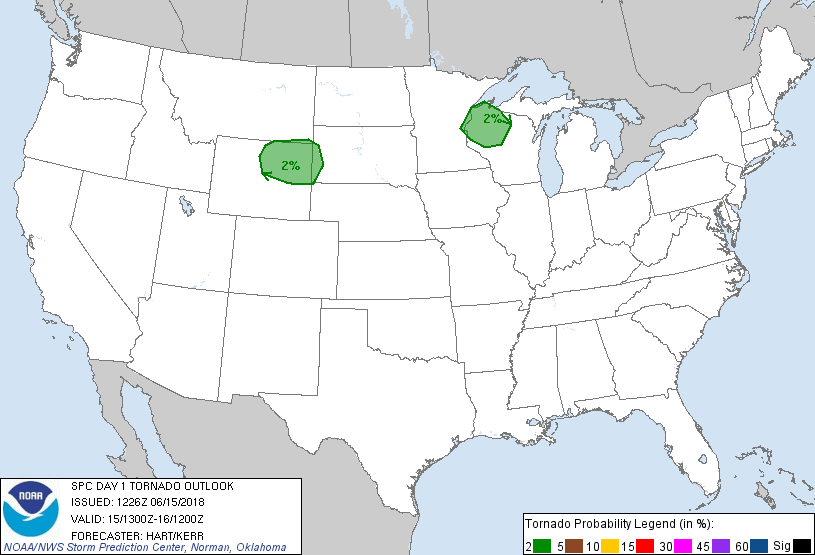 2%
2%
NOAA
SPC DAY 1 TORNADO OUTLOOK
ISSUED: 1226Z 06/15/2018
VALID: 15/1300Z-16/1200Z
FORECASTER: HART/KERR
NOAA/NWS Storm Prediction Center, Norman, Oklahoma
Tornado Probability Legend (in %):
2 5 10 15 30 45 60 Sig